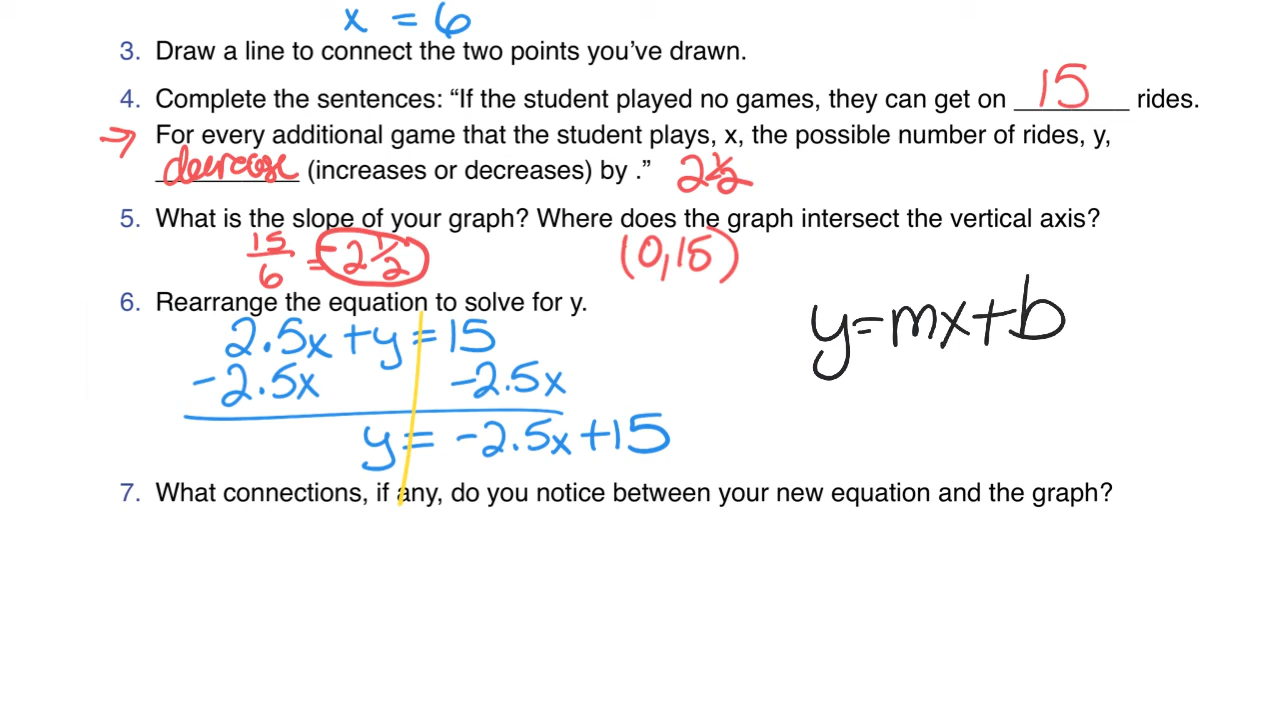 x = 6
3. Draw a line to connect the two points you’ve drawn.
4. Complete the sentences: “If the student played no games, they can get on 15 rides.
→ For every additional game that the student plays, x, the possible number of rides, y,
decrease (increases or decreases) by .” 2 1/2
5. What is the slope of your graph? Where does the graph intersect the vertical axis?
15/6 = -2 1/2 (0,15)
6. Rearrange the equation to solve for y.
y=mx+b
2.5x +y = 15
-2.5x -2.5x
y = -2.5x +15
7. What connections, if any, do you notice between your new equation and the graph?